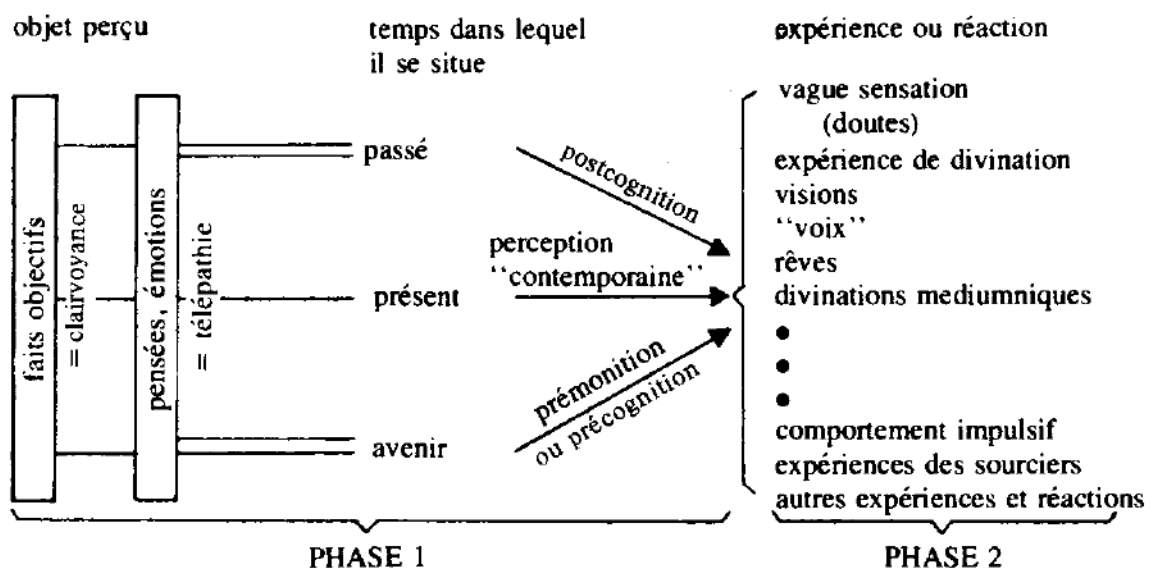 objet perçu
temps dans lequel
il se situe
expérience ou réaction
faits objectifs
= clairvoyance
pensées, émotions
= télépathie
passé
présent
avenir
postcognition
perception
‘‘contemporaine’’
prémonition
ou précognition
vague sensation
(doutes)
expérience de divination
visions
‘‘voix’’
rêves
divinations mediumniques
●
●
●
comportement impulsif
expériences des sourciers
autres expériences et réactions
PHASE 1
PHASE 2